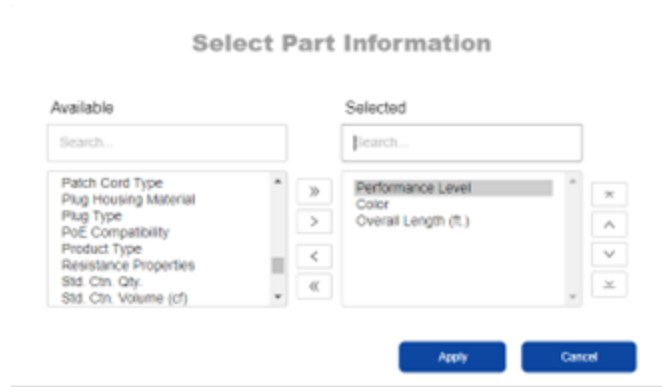 Select Part Information
Available
Selected
Search...
Search...
Patch Cord Type
Plug Housing Material
Plug Type
PoE Compatibility
Product Type
Resistance Properties
Std. Ctn. Qty.
Std. Ctn. Volume (cf)
Performance Level
Color
Overall Length (ft.)
Apply
Cancel